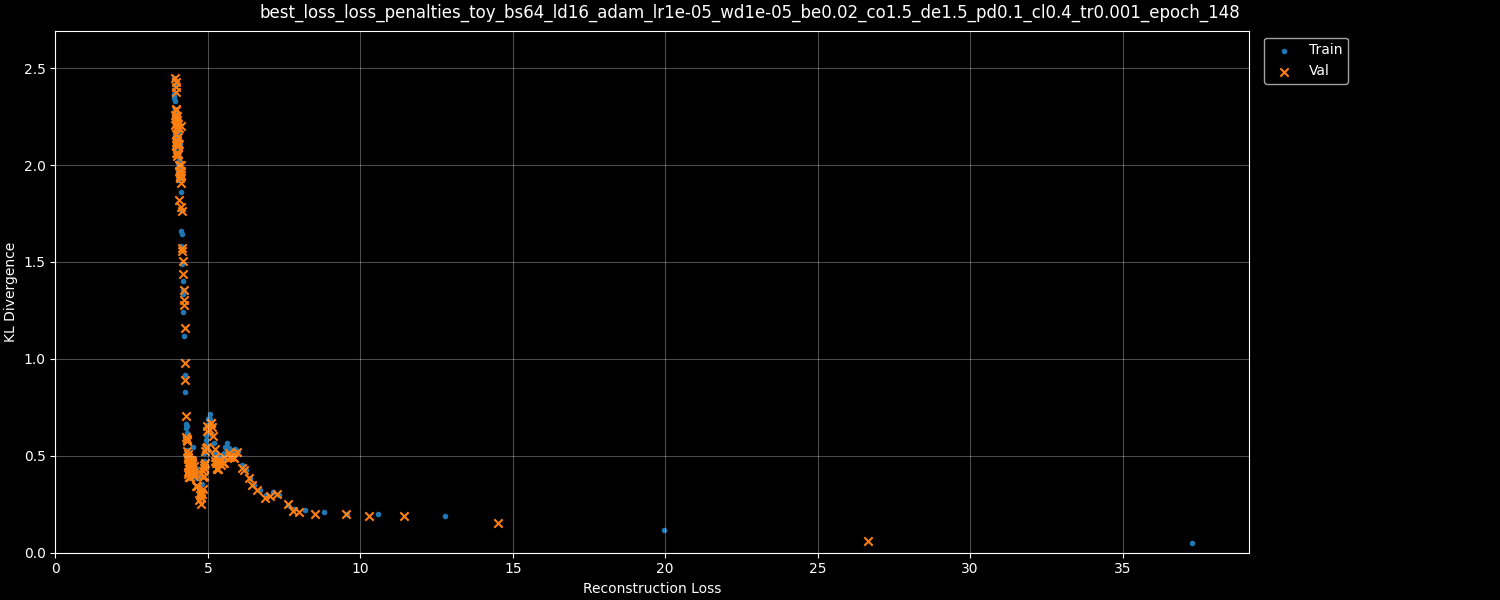 best_loss_loss_penalties_toy_bs64_ld16_adam_lr1e-05_wd1e-05_be0.02_co1.5_de1.5_pd0.1_cl0.4_tr0.001_epoch_148
Train
Val
KL Divergence
2.5
2.0
1.5
1.0
0.5
0.0
0 5 10 15 20 25 30 35
Reconstruction Loss